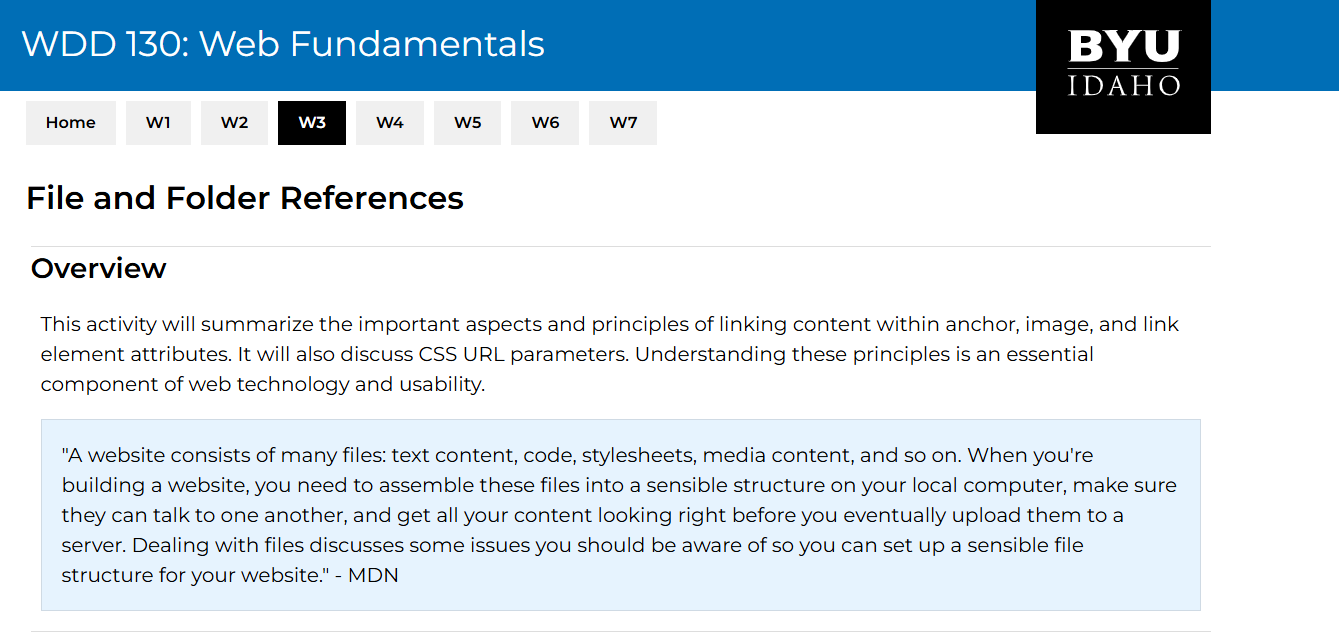 WDD 130: Web Fundamentals
BYU
IDAHO
Home W1 W2 W3 W4 W5 W6 W7
File and Folder References
Overview
This activity will summarize the important aspects and principles of linking content within anchor, image, and link
element attributes. It will also discuss CSS URL parameters. Understanding these principles is an essential
component of web technology and usability.
"A website consists of many files: text content, code, stylesheets, media content, and so on. When you're
building a website, you need to assemble these files into a sensible structure on your local computer, make sure
they can talk to one another, and get all your content looking right before you eventually upload them to a
server. Dealing with files discusses some issues you should be aware of so you can set up a sensible file
structure for your website." - MDN